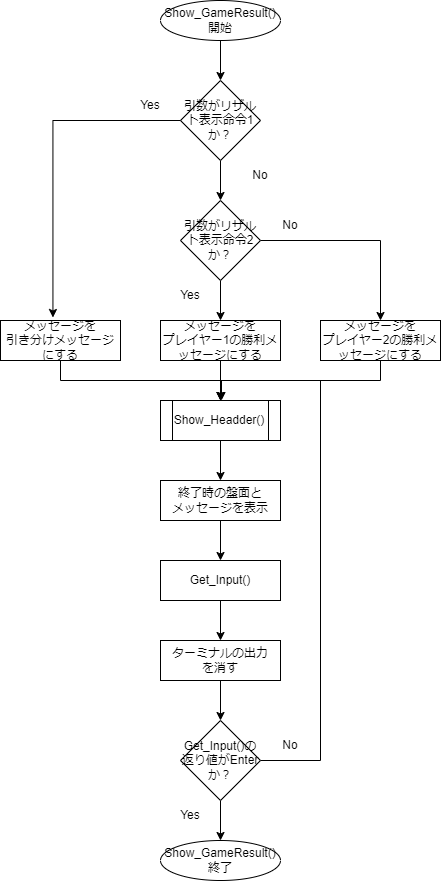 Show_GameResult()
開始
Yes
引数がリザル
ト表示命令1
か？
No
引数がリザル
ト表示命令2
か？
No
Yes
メッセージを
引き分けメッセージ
にする
メッセージを
プレイヤー1の勝利メ
ッセージにする
メッセージを
プレイヤー2の勝利メ
ッセージにする
Show_Headder()
終了時の盤面と
メッセージを表示
Get_Input()
ターミナルの出力
を消す
Get_Input()の
返り値がEnter
か？
No
Yes
Show_GameResult()
終了